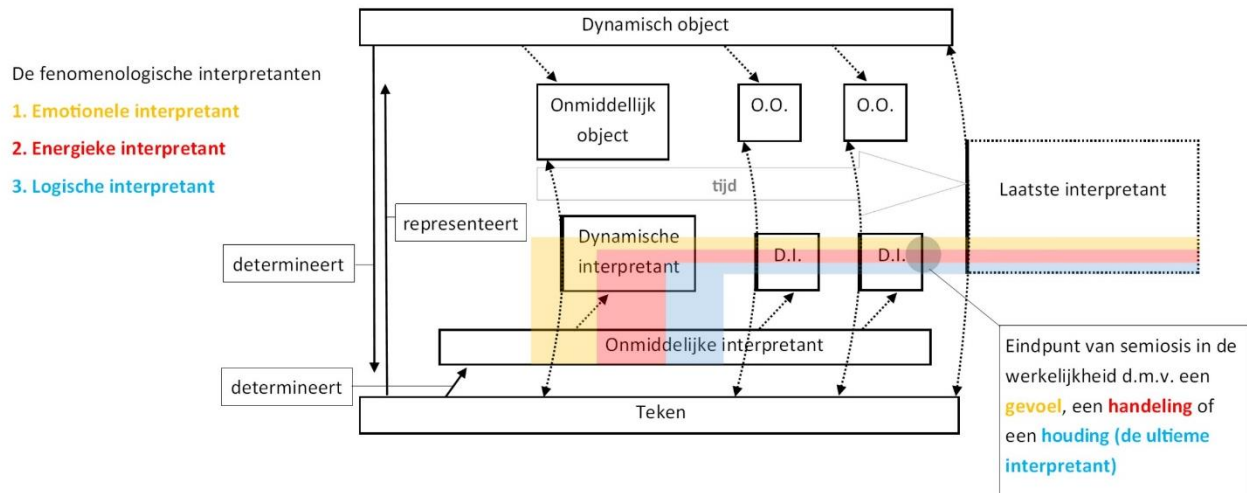 Dynamisch object
De fenomenologische interpretanten
1. Emotionele interpretant
2. Energieke interpretant
3. Logische interpretant
Onmiddellijk
object
O.O.
O.O.
tijd
Laatste interpretant
representeert
determineert
Dynamische
interpretant
D.I.
D.I.
Onmiddelijke interpretant
determineert
Teken
Eindpunt van semiosis in de
werkelijkheid d.m.v. een
gevoel, een handeling of
een houding (de ultieme
interpretant)